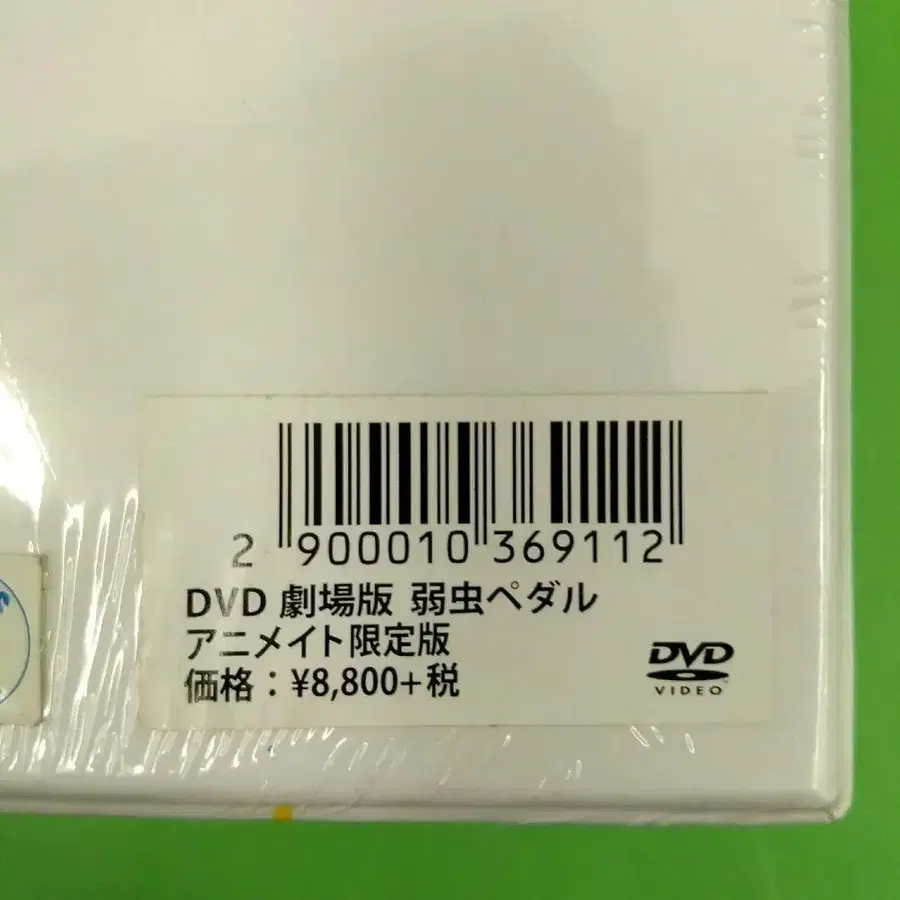 2 900010 369112
DVD 劇場版 弱虫ペダル
アニメイト限定版
価格：¥8,800+税
DVD
VIDEO